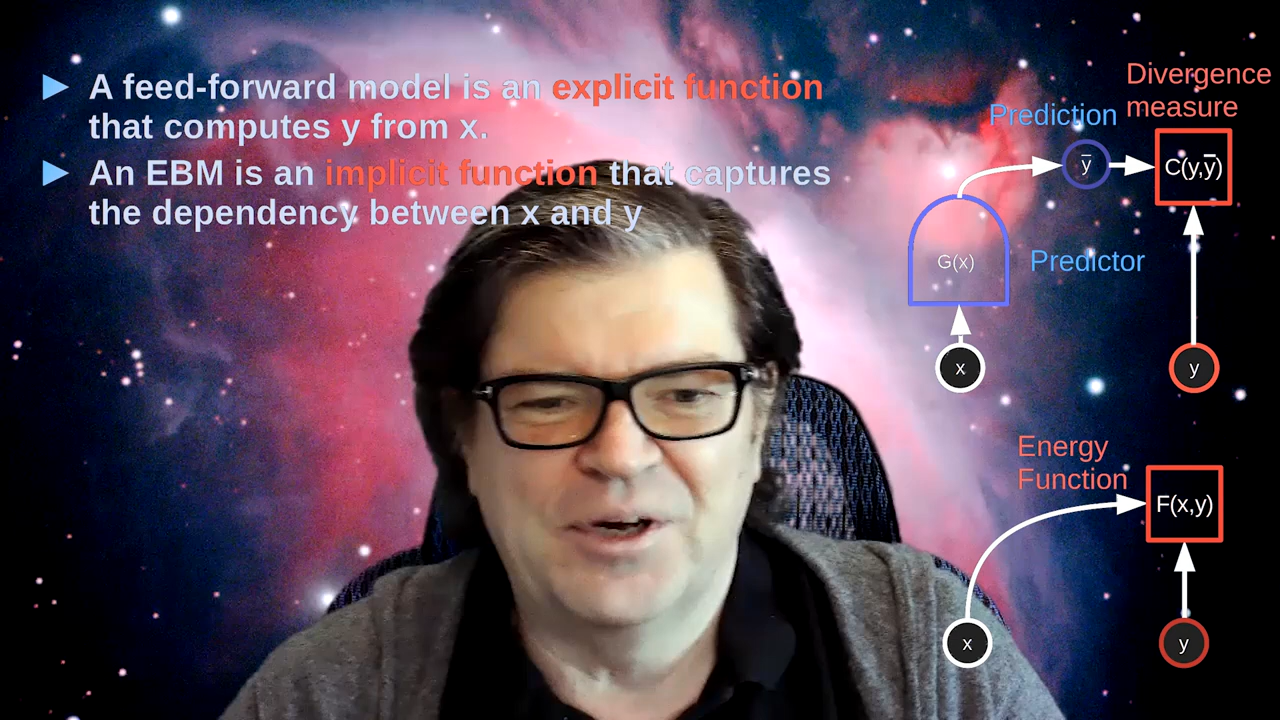 ► A feed-forward model is an explicit function
that computes y from x.
► An EBM is an implicit function that captures
the dependency between x and y
Divergence
measure
Prediction
ȳ
C(y,ȳ)
G(x)
Predictor
x
y
Energy
Function
F(x,y)
x
y